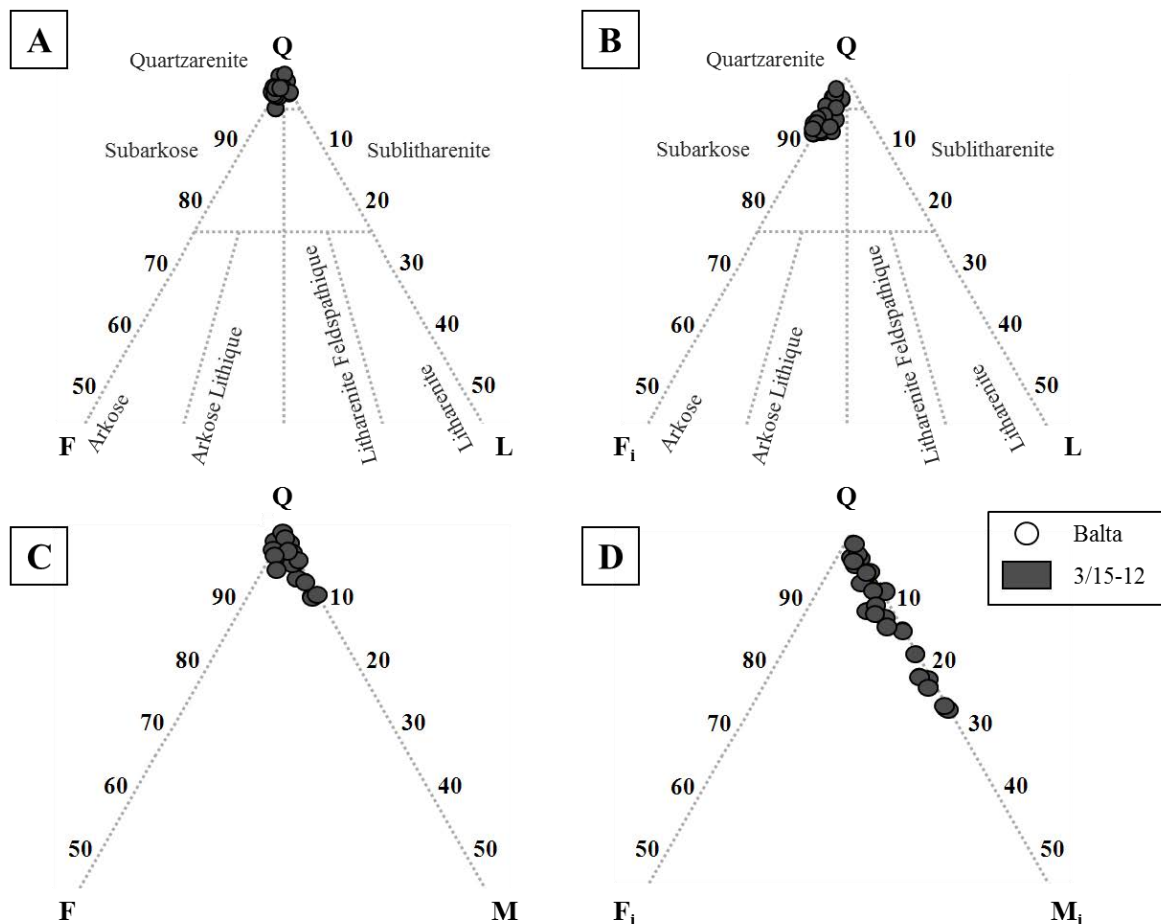 A
Q
Quartzarenite
90
10
Subarkose
Sublitharenite
80
20
70
30
60
40
50
50
Arkose
Arkose Lithique
Litharenite Feldspathique
Litharenite
F
L
B
Q
Quartzarenite
90
10
Subarkose
Sublitharenite
80
20
70
30
60
40
50
50
Arkose
Arkose Lithique
Litharenite Feldspathique
Litharenite
Fi
L
C
Q
90
10
80
20
70
30
60
40
50
50
F
M
D
Q
90
10
80
20
70
30
60
40
50
50
Fi
Mi
Balta
3/15-12